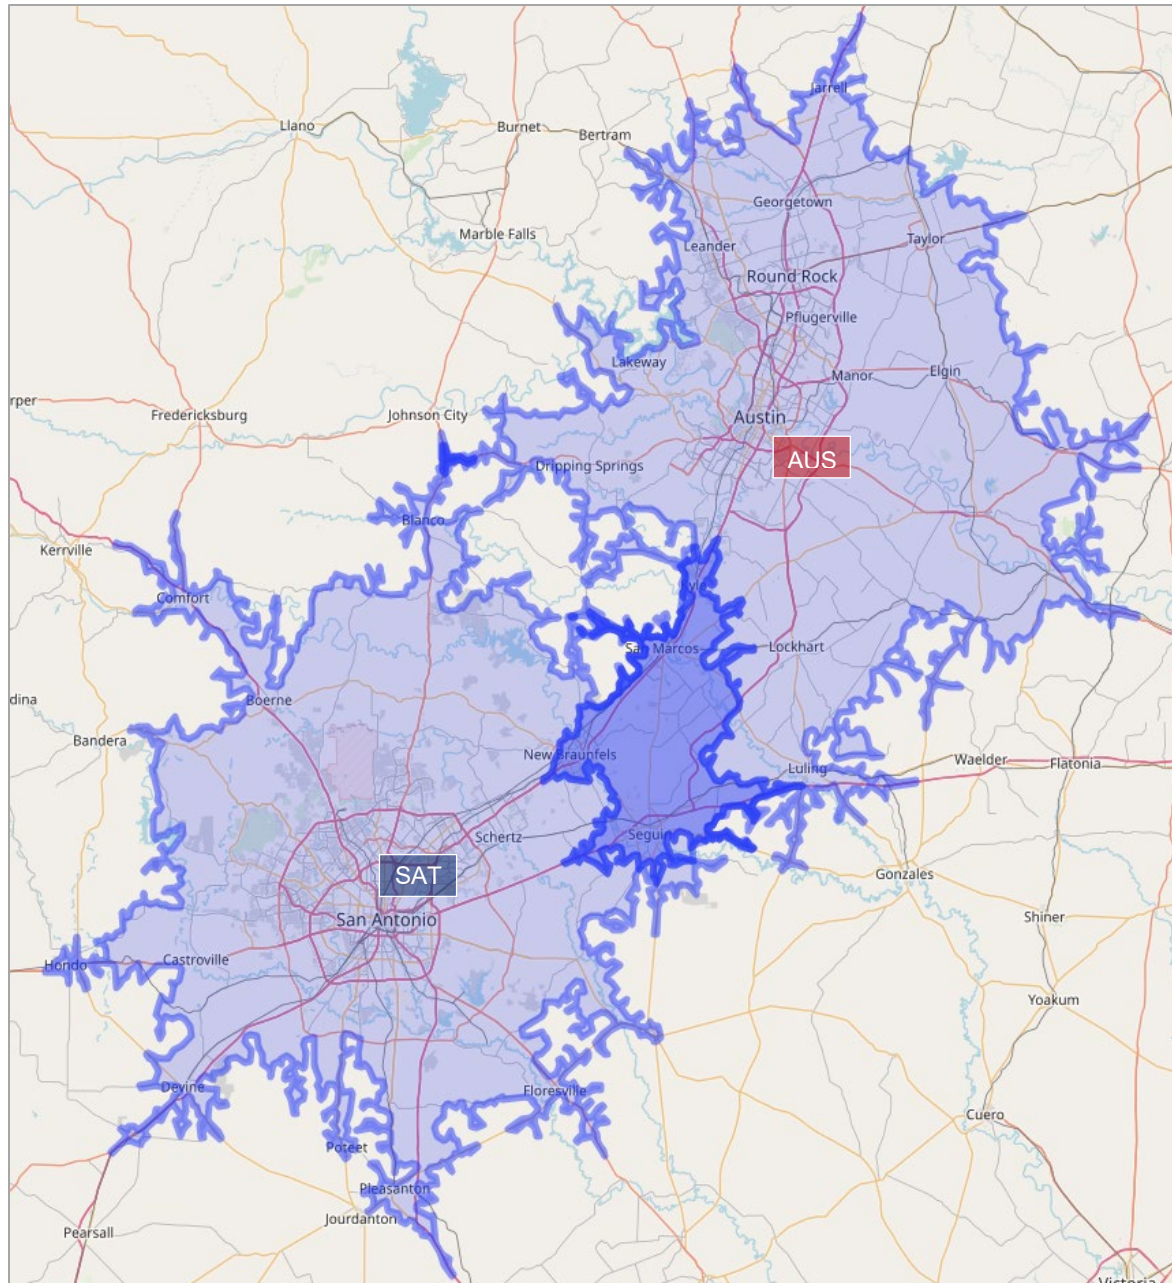 Jarrell
Llano
Burnet
Bertram
Georgetown
Marble Falls
Leander
Taylor
Round Rock
Pflugerville
Lakeway
Manor
Elgin
rper
Fredericksburg
Johnson City
Austin
AUS
Dripping Springs
Blanco
Kerrville
Comfort
Kyle
San Marcos
Lockhart
dina
Boerne
Bandera
New Braunfels
Waelder
Flatonia
Luling
Schertz
Seguin
SAT
Gonzales
San Antonio
Shiner
Castroville
Hondo
Yoakum
Devine
Floresville
Cuero
Poteet
Pleasanton
Jourdanton
Pearsall
Victoria